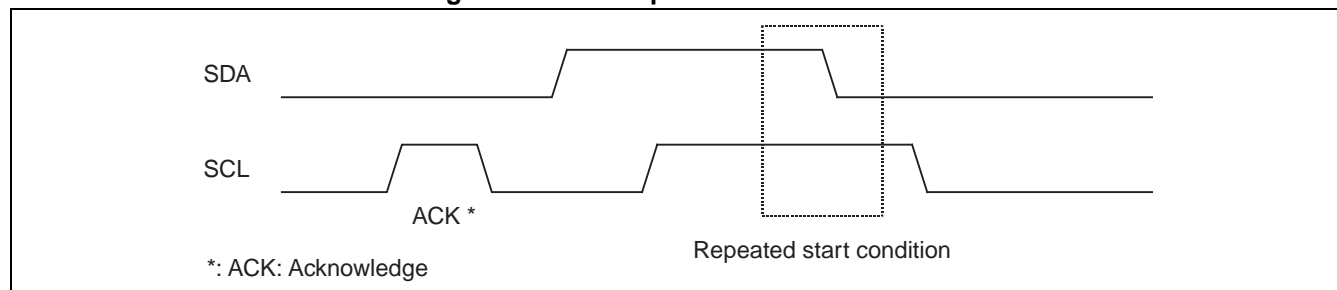 SDA
SCL
ACK *
Repeated start condition
*: ACK: Acknowledge